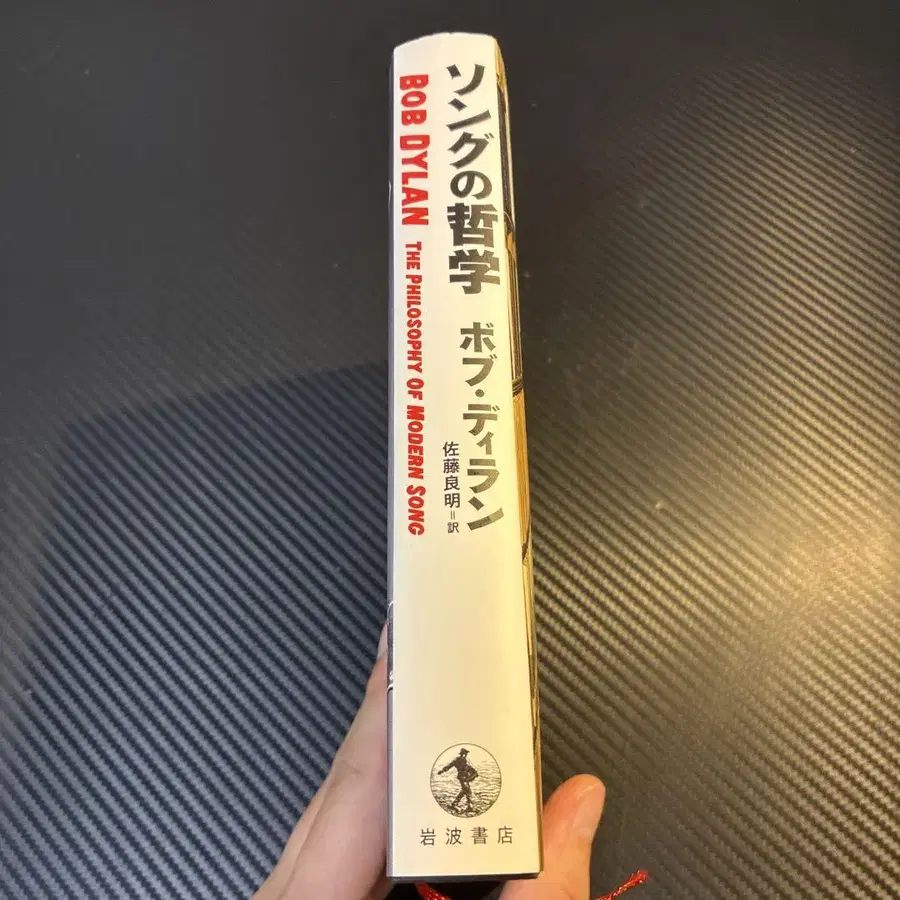 ソングの哲学 ボブ・ディラン
佐藤良明=訳
BOB DYLAN THE PHILOSOPHY OF MODERN SONG
岩波書店